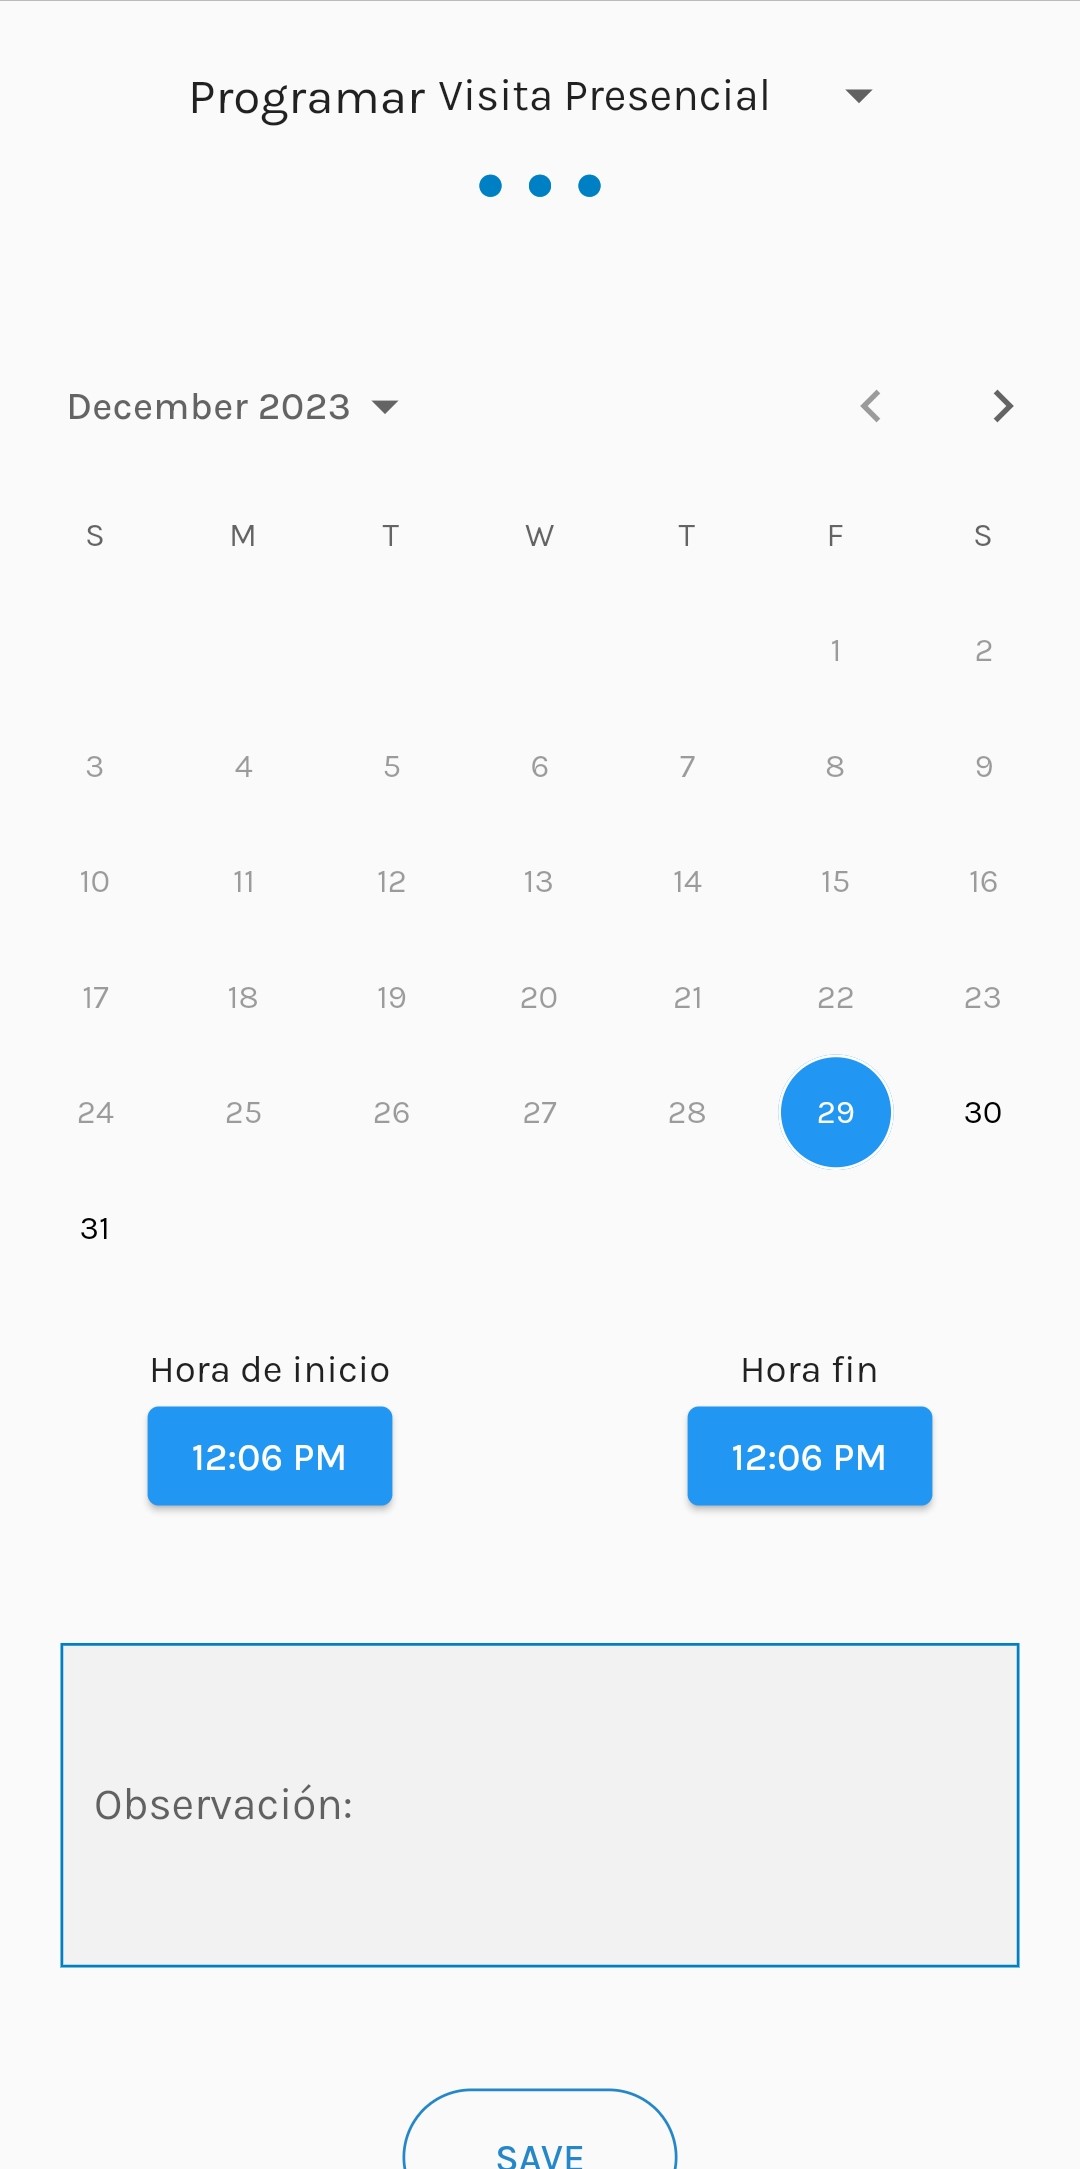 Programar Visita Presencial
December 2023
S M T W T F S
1 2
3 4 5 6 7 8 9
10 11 12 13 14 15 16
17 18 19 20 21 22 23
24 25 26 27 28 29 30
31
Hora de inicio Hora fin
12:06 PM 12:06 PM
Observación:
SAVE